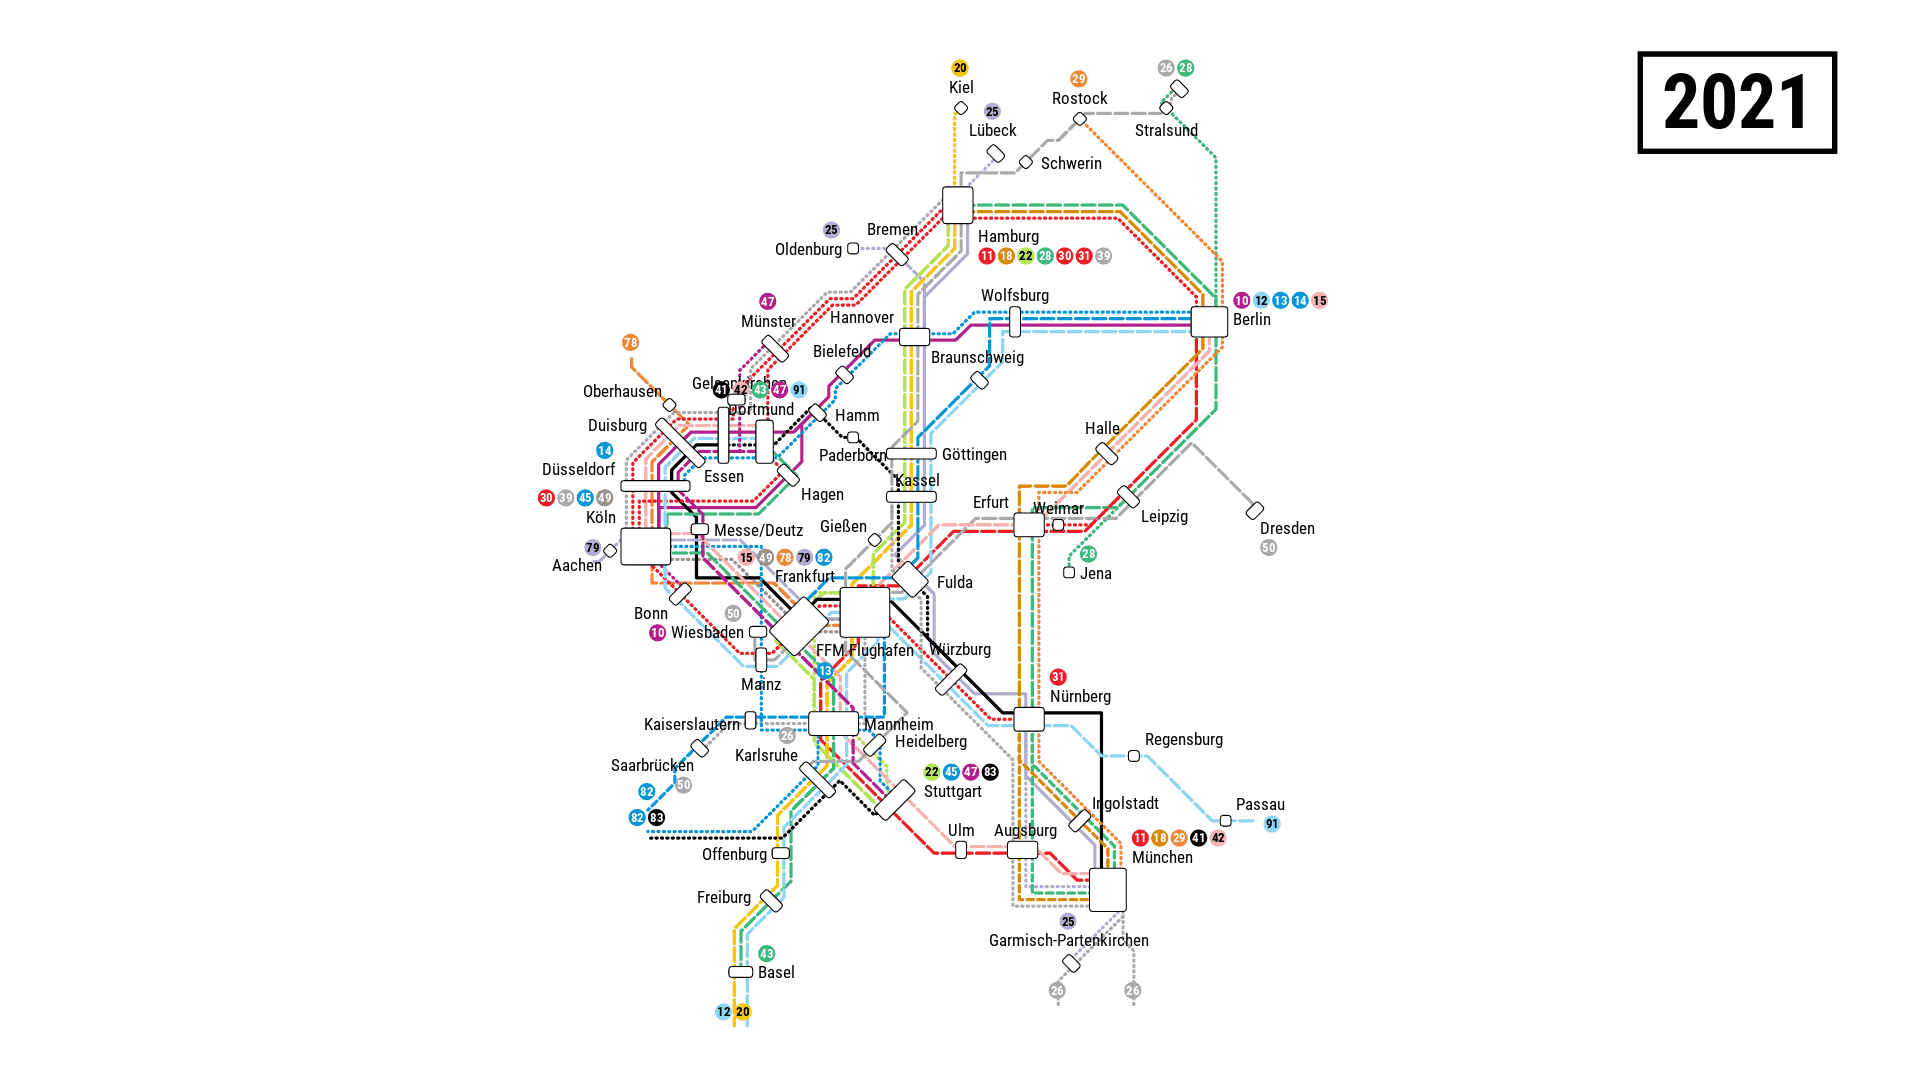 2021
20
Kiel
29
Rostock
26 28
Stralsund
25
Lübeck
Schwerin
25
Oldenburg
Bremen
Hamburg
11 18 22 28 30 31 39
47
Münster
Hannover
Wolfsburg
10 12 13 14 15
Berlin
78
Bielefeld
Braunschweig
Oberhausen
Gelsenkirchen
41 42 43 47 91
Dortmund
Hamm
Duisburg
Halle
14
Düsseldorf
Paderborn
Göttingen
Essen
Kassel
30 39 45 49
Köln
Hagen
Erfurt
Weimar
Leipzig
Dresden
50
Messe/Deutz
Gießen
79
Aachen
15 49 78 79 82
Frankfurt
28
Jena
Fulda
Bonn
50
10
Wiesbaden
FFM Flughafen
Würzburg
13
Mainz
31
Nürnberg
Kaiserslautern
26
Mannheim
Heidelberg
Regensburg
Karlsruhe
Saarbrücken
50
82
82 83
22 45 47 83
Stuttgart
Ingolstadt
Passau
91
Ulm
Augsburg
11 18 29 41 42
München
Offenburg
Freiburg
25
Garmisch-Partenkirchen
43
Basel
26
26
12 20